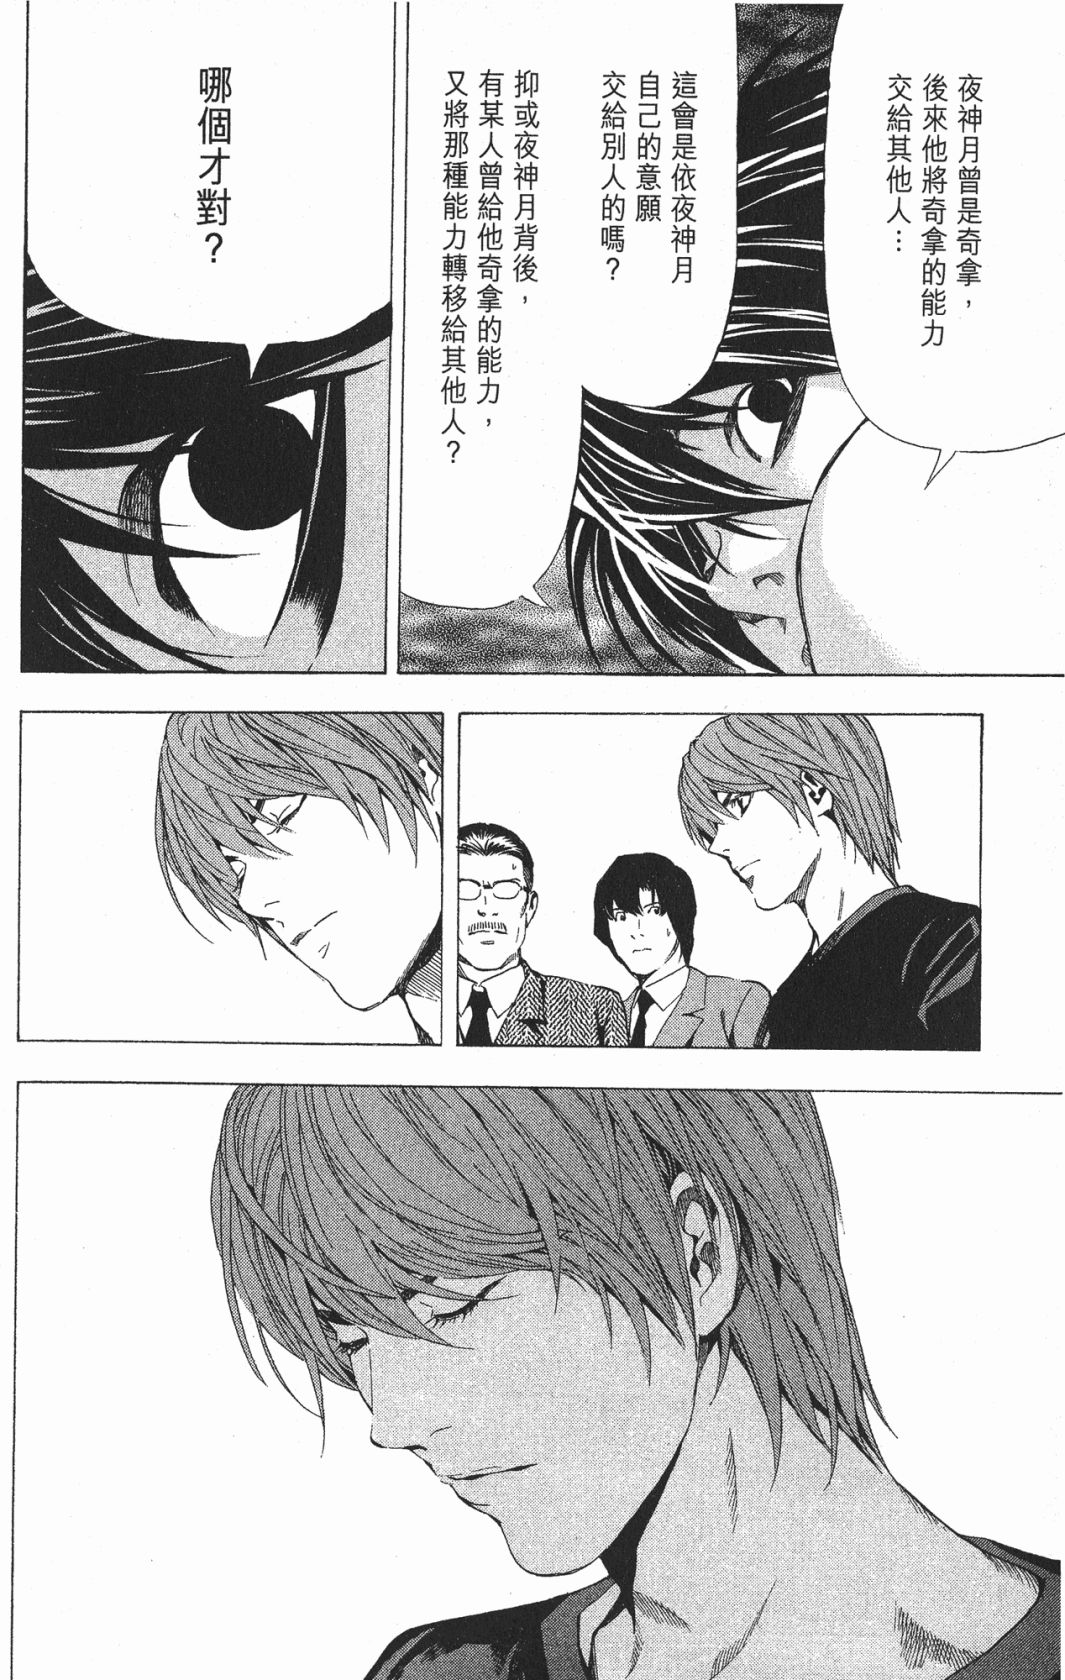 夜神月曾是奇拿，
後來他將奇拿的能力
交給其他人…
這會是依夜神月
自己的意願
交給別人的嗎？
抑或夜神月背後，
有某人曾給他奇拿的能力，
又將那種能力轉移給其他人？
哪個才對？